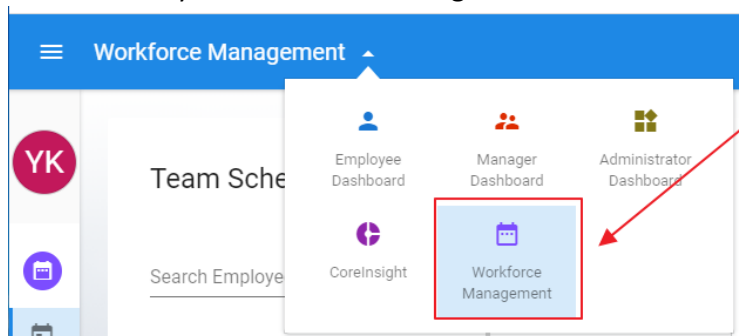 Workforce Management
YK
Team Sche
Employee
Dashboard
Manager
Dashboard
Administrator
Dashboard
Search Employe
CoreInsight
Workforce
Management